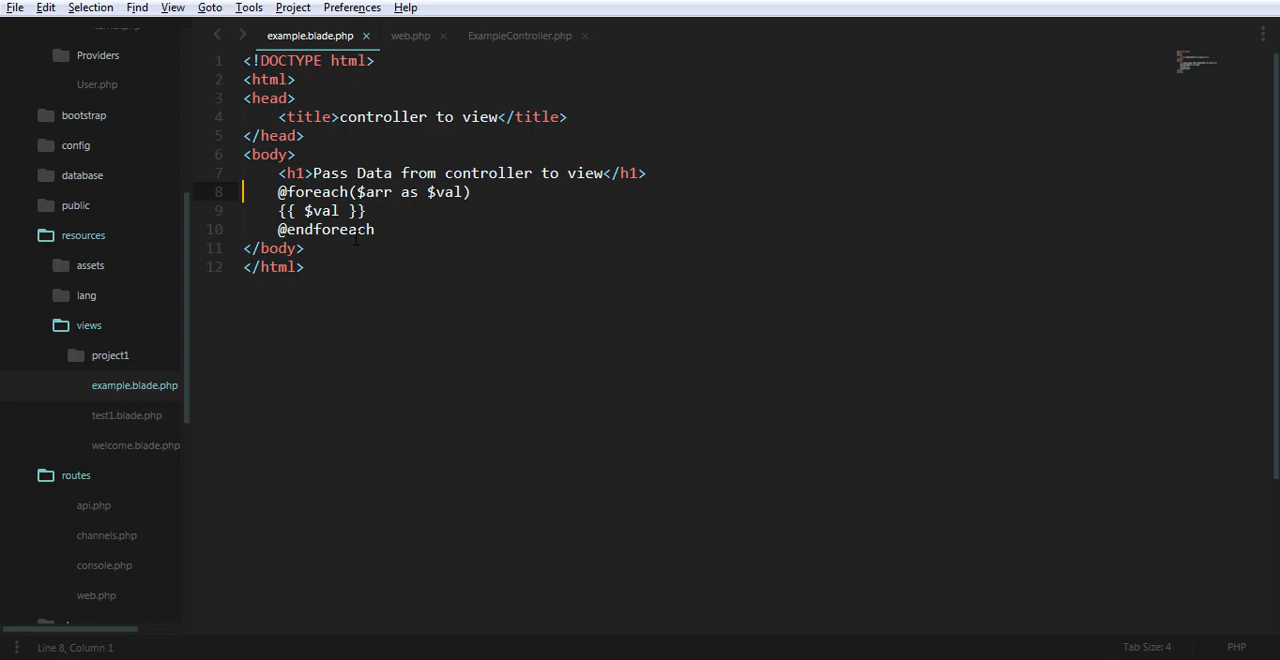 File Edit Selection Find View Goto Tools Project Preferences Help
example.blade.php × web.php × ExampleController.php ×
Providers
User.php
bootstrap
config
database
public
resources
assets
lang
views
project1
example.blade.php
test1.blade.php
welcome.blade.php
routes
api.php
channels.php
console.php
web.php
1 <!DOCTYPE html>
2 <html>
3 <head>
4 <title>controller to view</title>
5 </head>
6 <body>
7 <h1>Pass Data from controller to view</h1>
8 @foreach($arr as $val)
9 {{ $val }}
10 @endforeach
11 </body>
12 </html>
Line 8, Column 1 Tab Size: 4 PHP